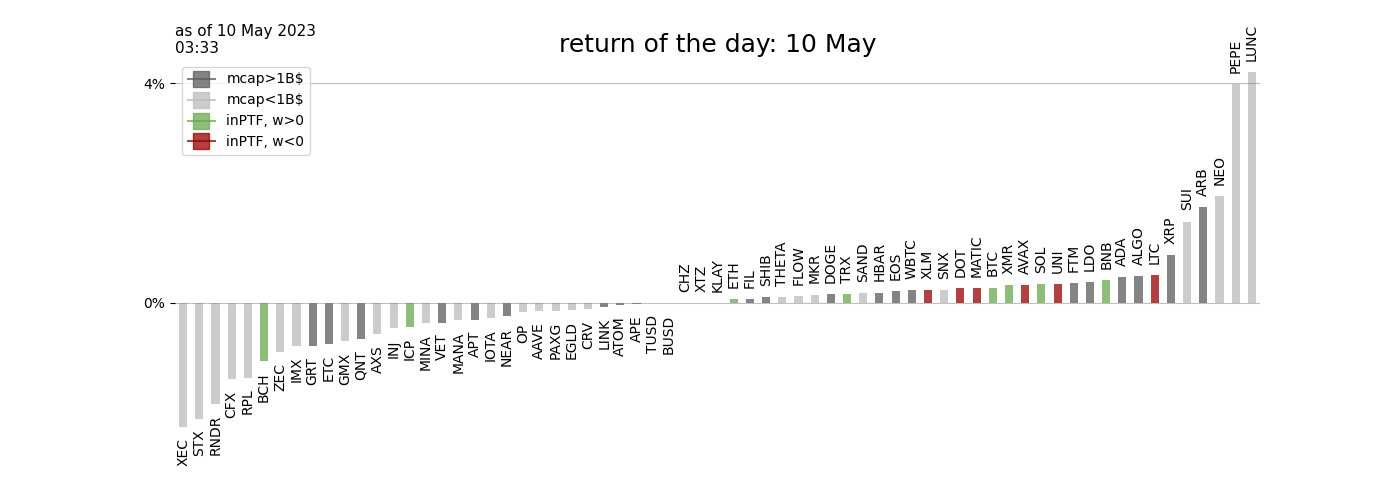 as of 10 May 2023
03:33
return of the day: 10 May
mcap>1B$
mcap<1B$
inPTF, w>0
inPTF, w<0
4%
0%
XEC
STX
RNDR
CFX
RPL
BCH
ZEC
IMX
GRT
ETC
GMX
QNT
AXS
INJ
ICP
MINA
VET
MANA
APT
IOTA
NEAR
OP
AAVE
PAXG
EGLD
CRV
LINK
ATOM
APE
TUSD
BUSD
CHZ
XTZ
KLAY
ETH
FIL
SHIB
THETA
FLOW
MKR
DOGE
TRX
SAND
HBAR
EOS
WBTC
XLM
SNX
DOT
MATIC
BTC
XMR
AVAX
SOL
UNI
FTM
LDO
BNB
ADA
ALGO
LTC
XRP
SUI
ARB
NEO
PEPE
LUNC